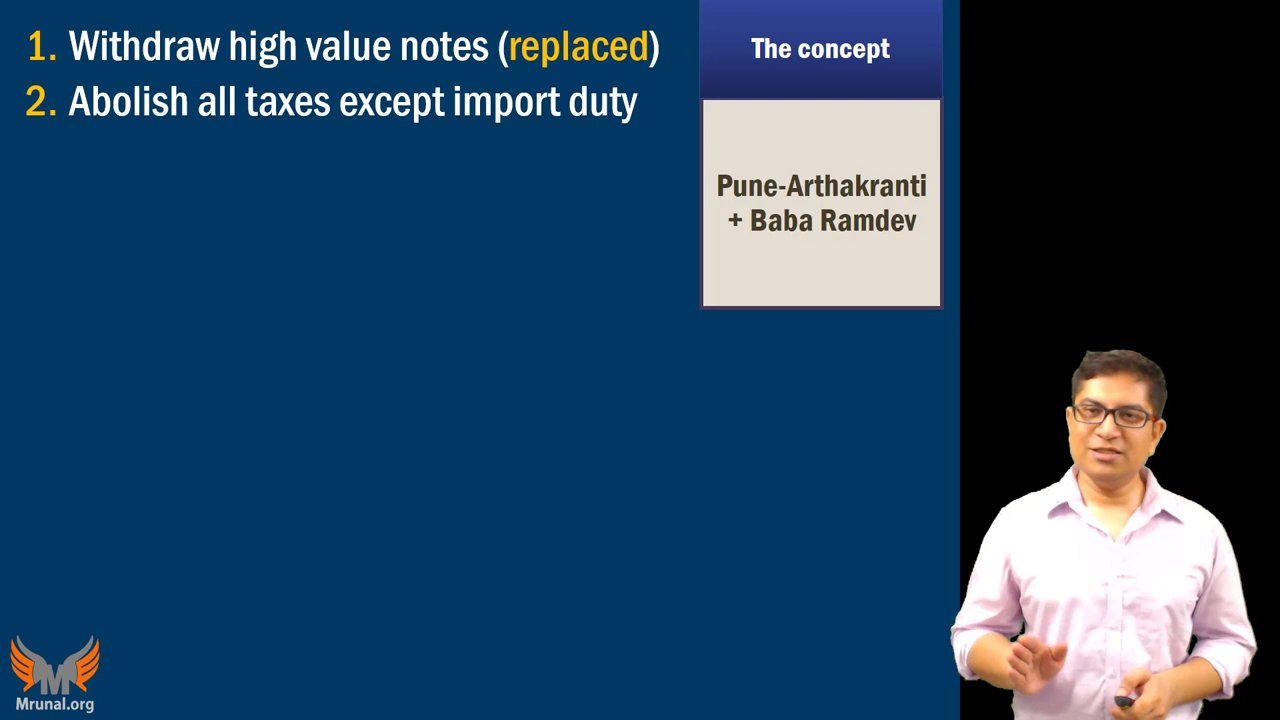 1. Withdraw high value notes (replaced)
2. Abolish all taxes except import duty
The concept
Pune-Arthakranti
+ Baba Ramdev
M
Mrunal.org